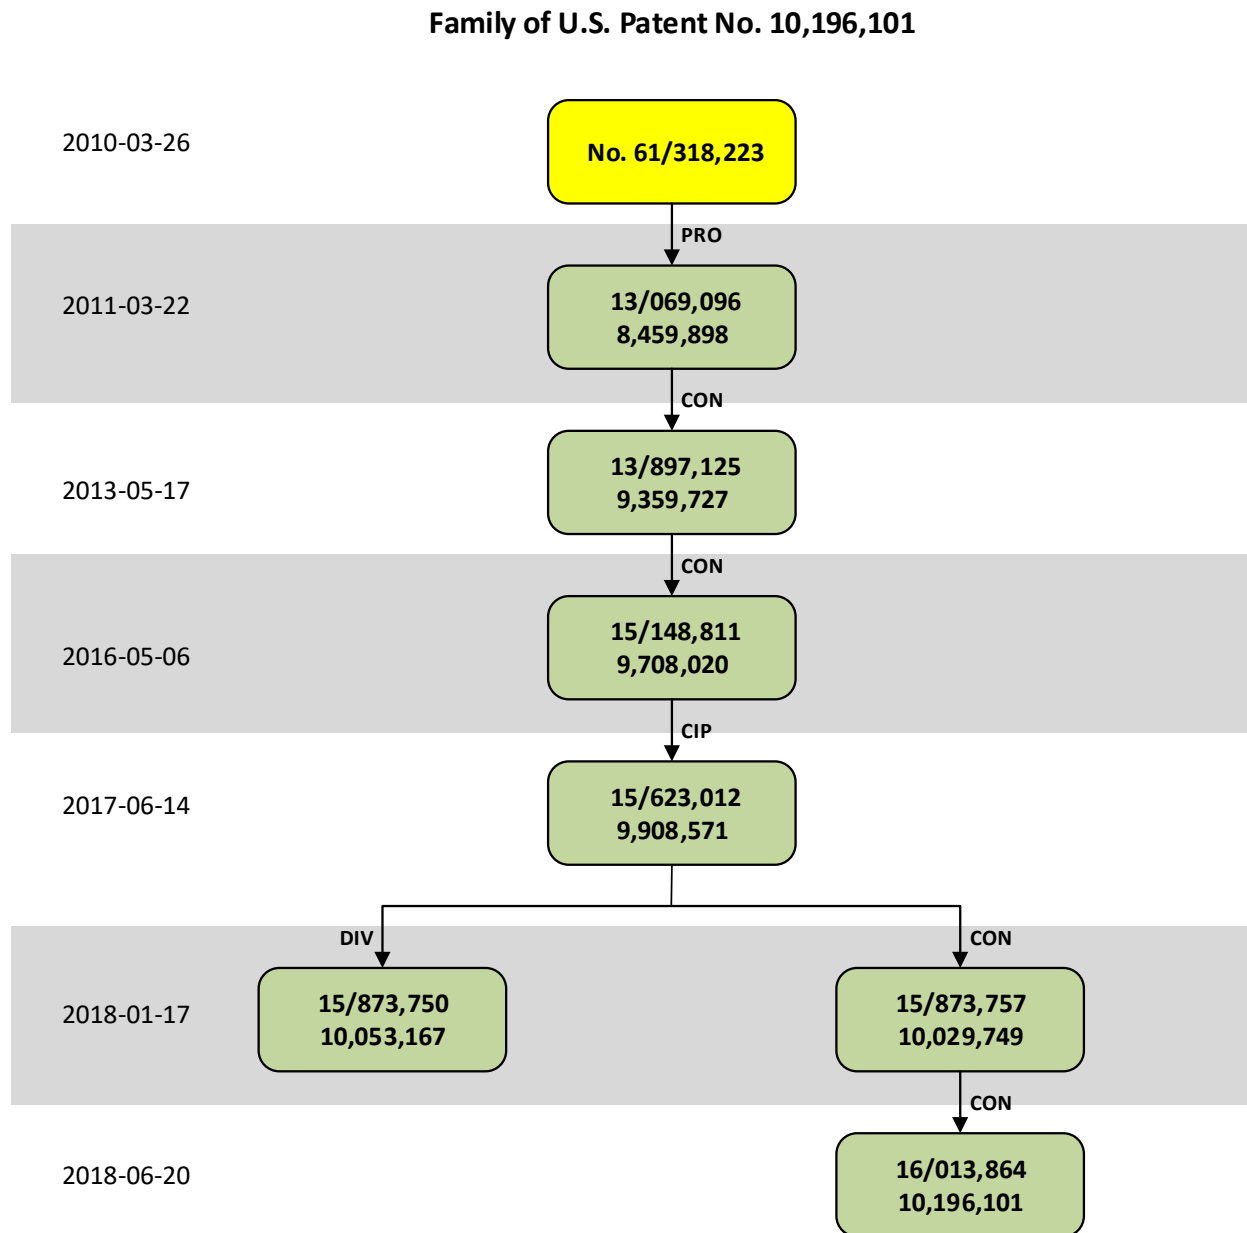 Family of U.S. Patent No. 10,196,101
2010-03-26
No. 61/318,223
PRO
2011-03-22
13/069,096
8,459,898
CON
2013-05-17
13/897,125
9,359,727
CON
2016-05-06
15/148,811
9,708,020
CIP
2017-06-14
15/623,012
9,908,571
DIV
CON
2018-01-17
15/873,750
10,053,167
15/873,757
10,029,749
CON
2018-06-20
16/013,864
10,196,101